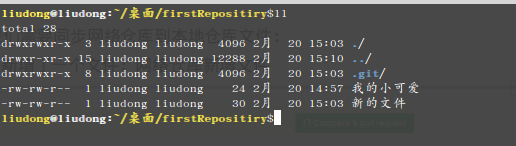 liudong@liudong:~/桌面/firstRepositiry$ll
total 28
drwxrwxr-x 3 liudong liudong 4096 2月 20 15:03 ./
drwxr-xr-x 15 liudong liudong 12288 2月 20 15:10 ../
drwxrwxr-x 8 liudong liudong 4096 2月 20 15:03 .git/
-rw-rw-r-- 1 liudong liudong 24 2月 20 14:57 我的小可爱
-rw-rw-r-- 1 liudong liudong 30 2月 20 15:03 新的文件
liudong@liudong:~/桌面/firstRepositiry$